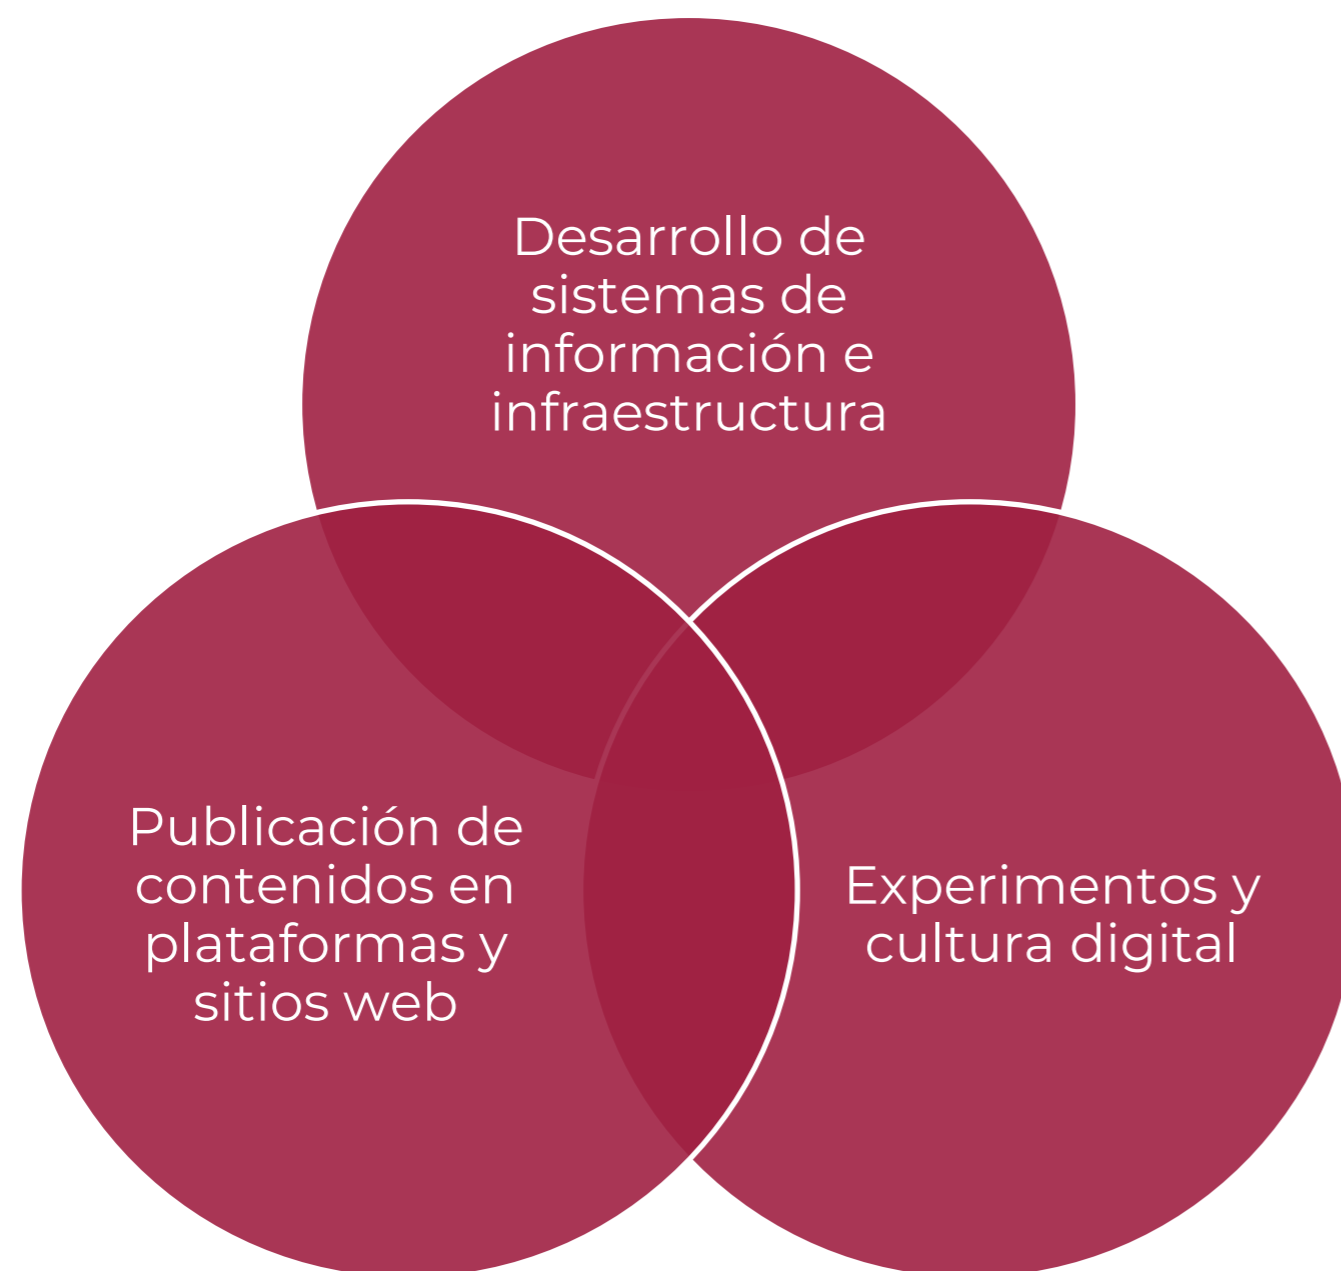 Desarrollo de
sistemas de
información e
infraestructura
Publicación de
contenidos en
plataformas y
sitios web
Experimentos y
cultura digital